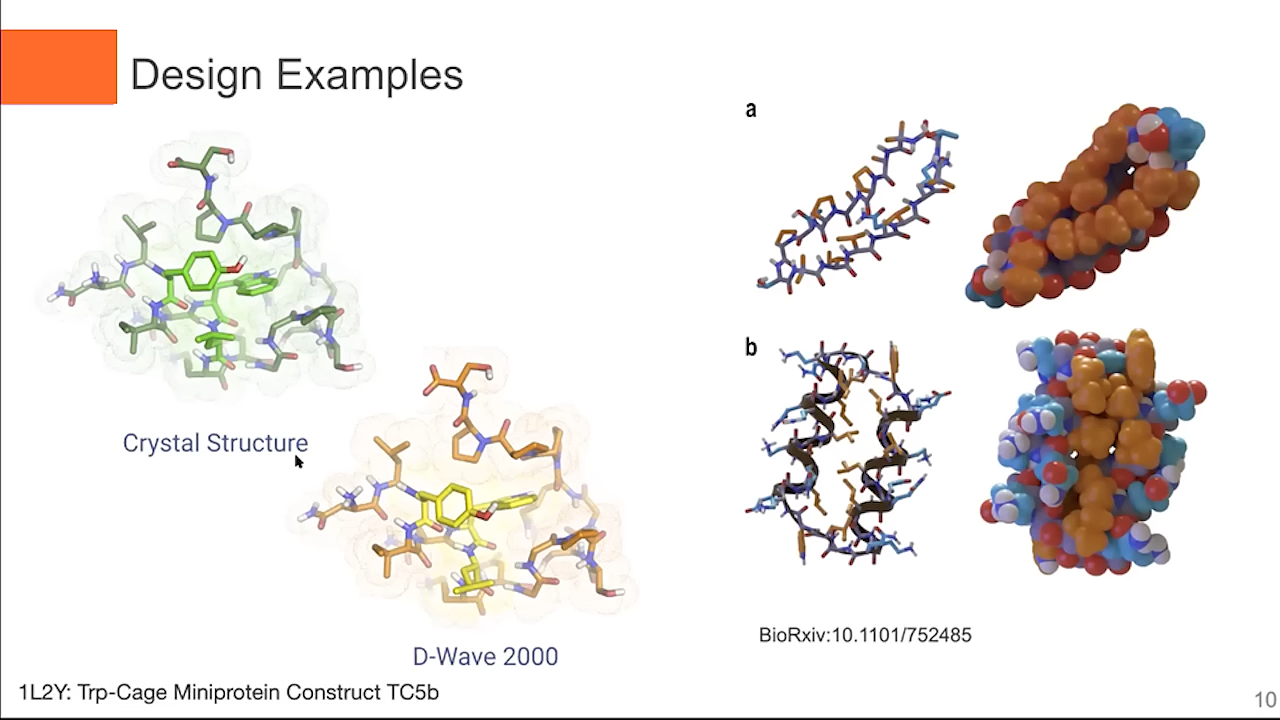 Design Examples
a
b
Crystal Structure
D-Wave 2000
BioRxiv:10.1101/752485
1L2Y: Trp-Cage Miniprotein Construct TC5b
10